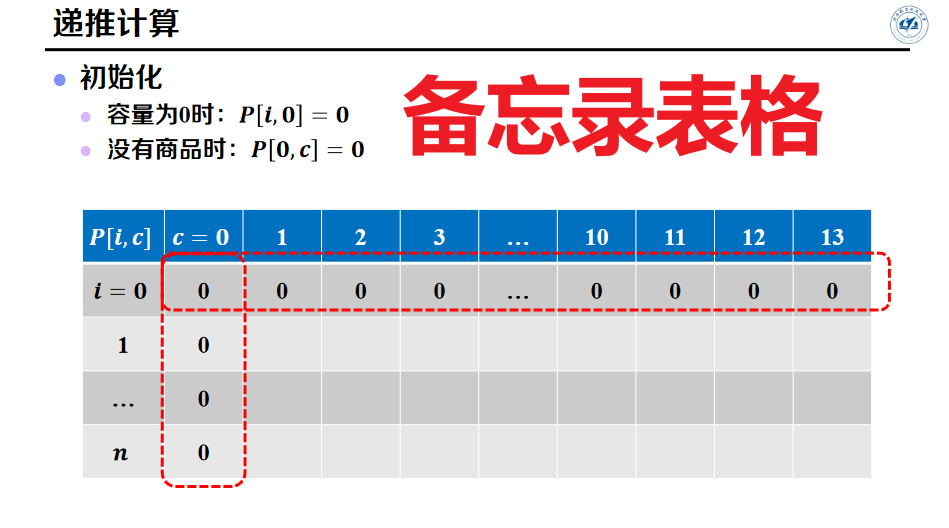 递推计算
初始化
容量为0时：P[i,0] = 0
没有商品时：P[0,c] = 0
备忘录表格
P[i,c] c = 0 1 2 3 … 10 11 12 13
i = 0 0 0 0 0 … 0 0 0 0
1 0
… 0
n 0